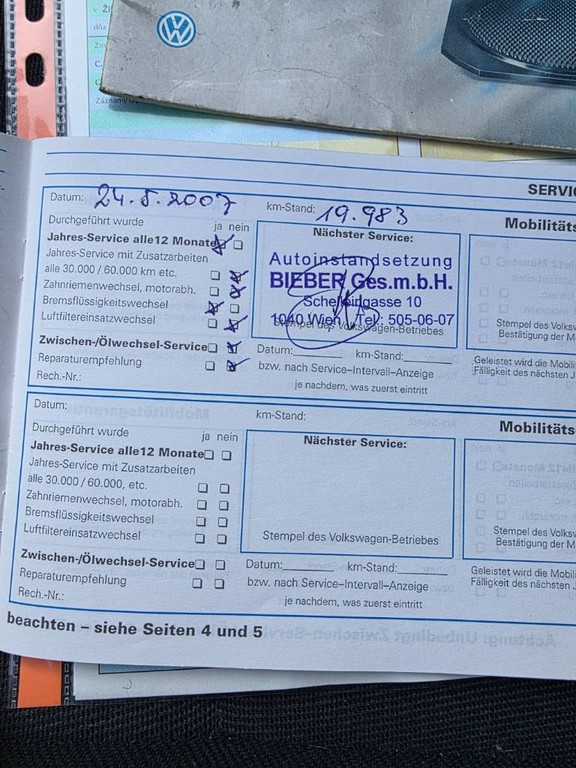 SERVIC
Datum: 24.5.2007
km-Stand: 19.983
Durchgeführt wurde ja nein
Jahres-Service alle12 Monate
Jahres-Service mit Zusatzarbeiten
alle 30.000 / 60.000 km etc.
Zahnriemenwechsel, motorabh.
Bremsflüssigkeitswechsel
Luftfiltereinsatzwechsel
Zwischen-/Ölwechsel-Service
Reparaturempfehlung
Rech.-Nr.:
Nächster Service:
Autoinstandsetzung
BIEBER Ges.m.b.H.
Schelleingasse 10
1040 Wien / Tel: 505-06-07
Stempel des Volkswagen-Betriebes
Datum: km-Stand:
bzw. nach Service–Intervall–Anzeige
je nachdem, was zuerst eintritt
Mobilitäts
Stempel des Volksw
Bestätigung der M
Geleistet wird die Mobil
Fälligkeit des nächsten J
Datum:
km-Stand:
Durchgeführt wurde ja nein
Jahres-Service alle12 Monate
Jahres-Service mit Zusatzarbeiten
alle 30.000 / 60.000, etc.
Zahnriemenwechsel, motorabh.
Bremsflüssigkeitswechsel
Luftfiltereinsatzwechsel
Zwischen-/Ölwechsel-Service
Reparaturempfehlung
Rech.-Nr.:
Nächster Service:
Stempel des Volkswagen-Betriebes
Datum: km-Stand:
bzw. nach Service–Intervall–Anzeige
je nachdem, was zuerst eintritt
Mobilitäts
Stempel des Volksw
Bestätigung der M
Geleistet wird die Mobil
Fälligkeit des nächsten J
beachten – siehe Seiten 4 und 5